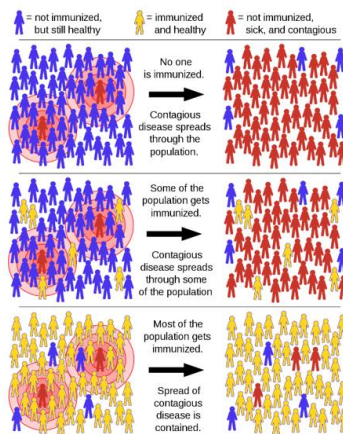 = not immunized,
but still healthy
= immunized
and healthy
= not immunized,
sick, and contagious
No one
is immunized.
Contagious
disease spreads
through the
population.
Some of the
population gets
immunized.
Contagious
disease spreads
through some
of the population
Most of the
population gets
immunized.
Spread of
contagious
disease is
contained.